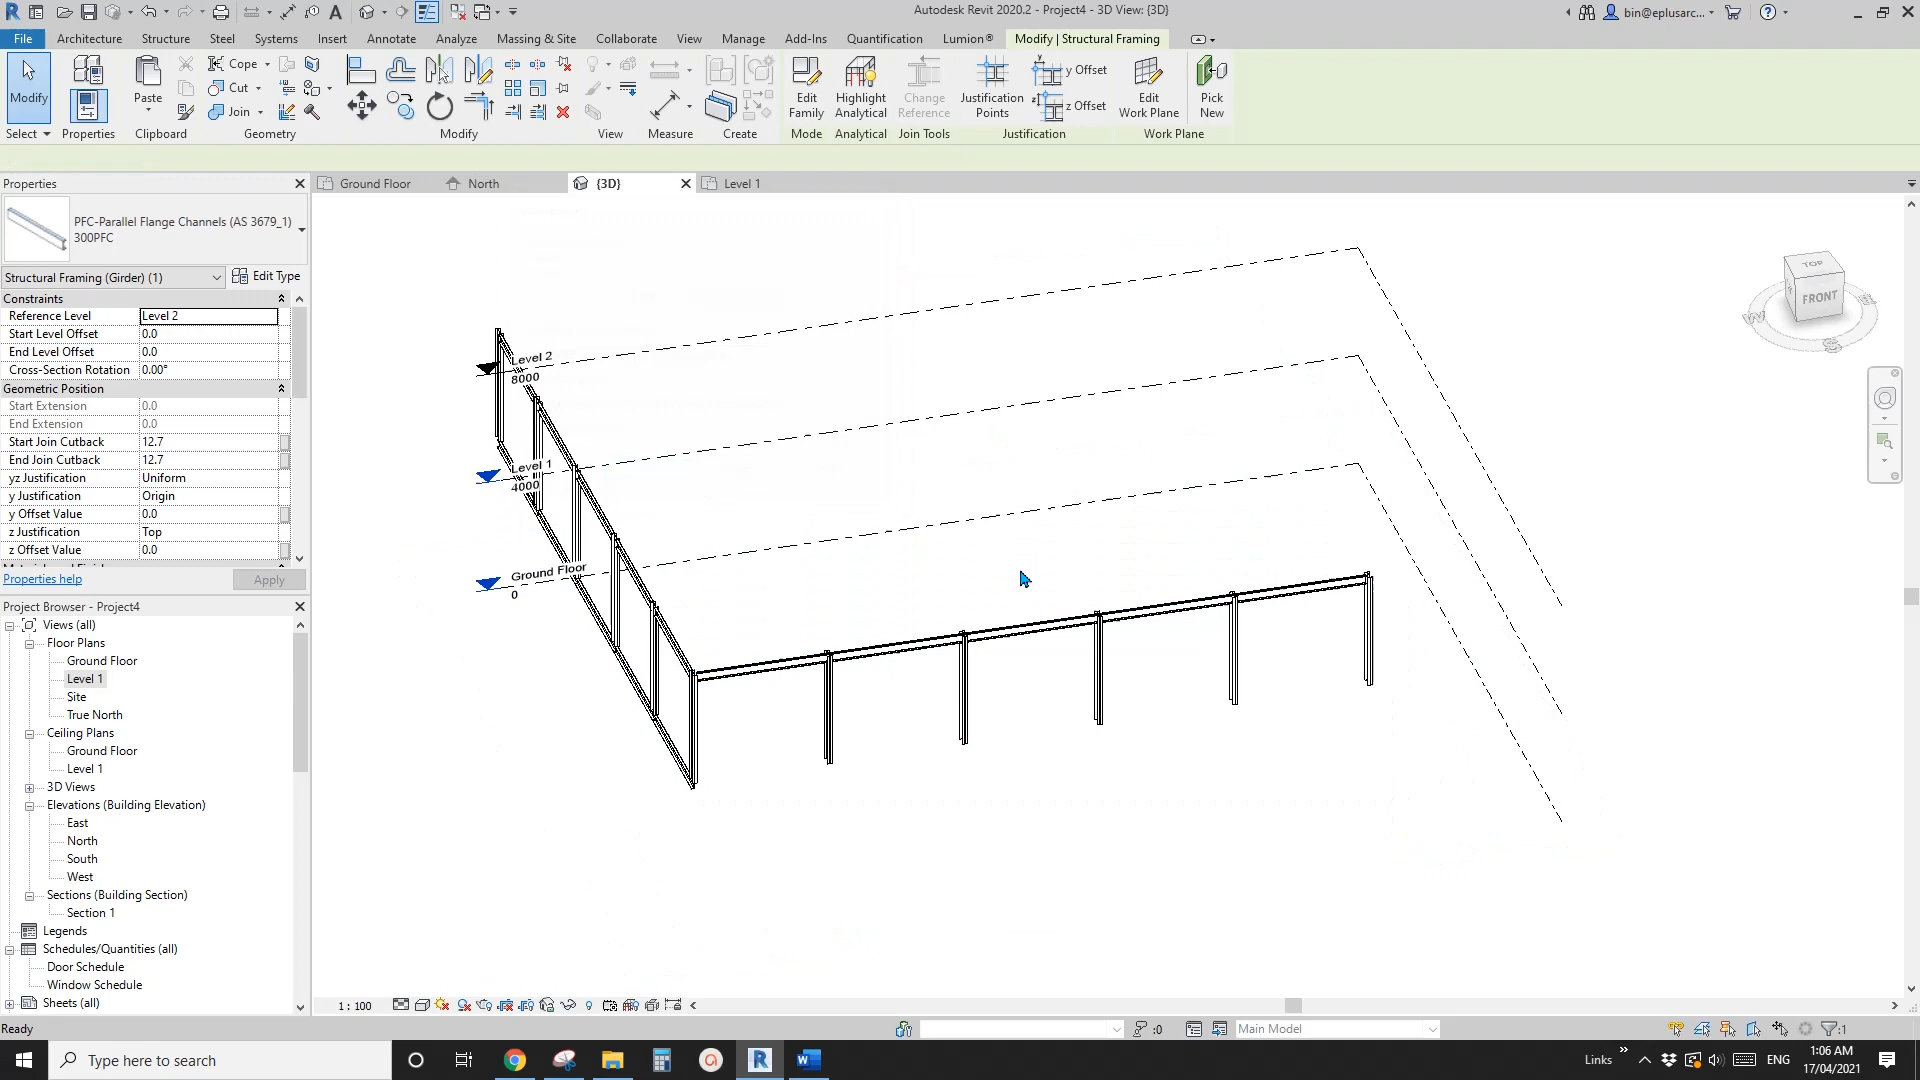 Autodesk Revit 2020.2 - Project4 - 3D View: {3D}
bin@eplusarc...
File
Architecture
Structure
Steel
Systems
Insert
Annotate
Analyze
Massing & Site
Collaborate
View
Manage
Add-Ins
Quantification
Lumion®
Modify | Structural Framing
Modify
Paste
Cope
Cut
Join
Edit Family
Highlight Analytical
Change Reference
Justification Points
y Offset
z Offset
Edit Work Plane
Pick New
Select
Properties
Clipboard
Geometry
Modify
View
Measure
Create
Mode
Analytical
Join Tools
Justification
Work Plane
Properties
Ground Floor
North
{3D}
Level 1
PFC-Parallel Flange Channels (AS 3679_1)
300PFC
Structural Framing (Girder) (1)
Edit Type
Constraints
Reference Level
Level 2
Start Level Offset
0.0
End Level Offset
0.0
Cross-Section Rotation
0.00°
Geometric Position
Start Extension
0.0
End Extension
0.0
Start Join Cutback
12.7
End Join Cutback
12.7
yz Justification
Uniform
y Justification
Origin
y Offset Value
0.0
z Justification
Top
z Offset Value
0.0
Properties help
Apply
Project Browser - Project4
Views (all)
Floor Plans
Ground Floor
Level 1
Site
True North
Ceiling Plans
Ground Floor
Level 1
3D Views
Elevations (Building Elevation)
East
North
South
West
Sections (Building Section)
Section 1
Legends
Schedules/Quantities (all)
Door Schedule
Window Schedule
Sheets (all)
Level 2
8000
Level 1
4000
Ground Floor
0
TOP
FRONT
W
S
E
1 : 100
Ready
:0
Main Model
:1
Type here to search
Links
ENG
1:06 AM
17/04/2021